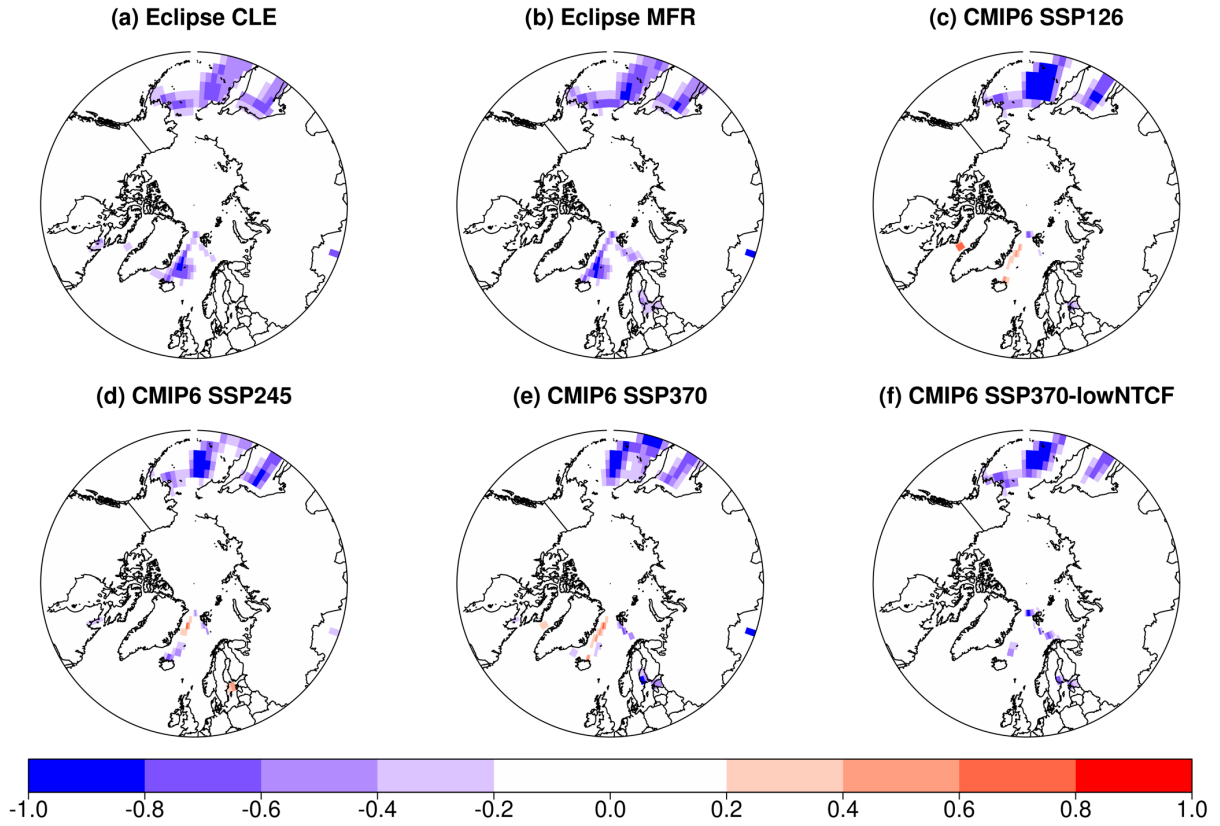 (a) Eclipse CLE
(b) Eclipse MFR
(c) CMIP6 SSP126
(d) CMIP6 SSP245
(e) CMIP6 SSP370
(f) CMIP6 SSP370-lowNTCF
-1.0 -0.8 -0.6 -0.4 -0.2 0.0 0.2 0.4 0.6 0.8 1.0